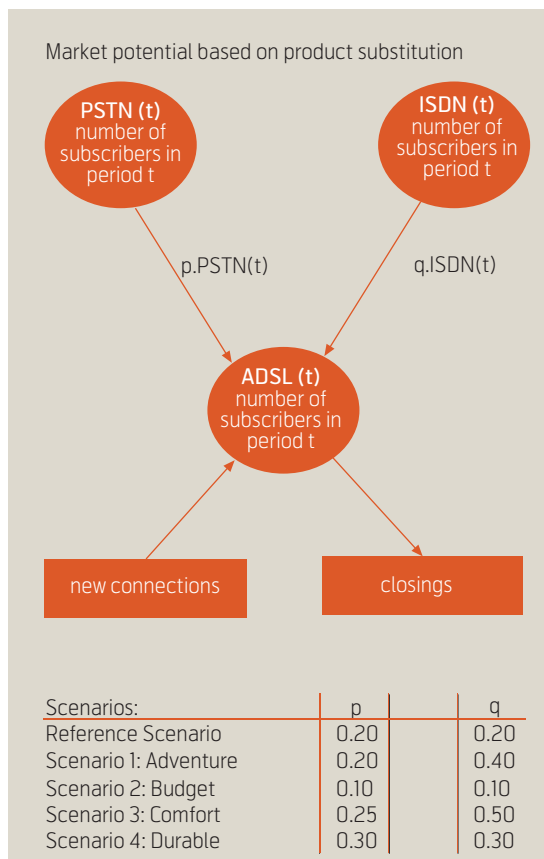 Market potential based on product substitution
PSTN (t)
number of
subscribers in
period t
ISDN (t)
number of
subscribers in
period t
p.PSTN(t)
q.ISDN(t)
ADSL (t)
number of
subscribers in
period t
new connections
closings
Scenarios: p q
Reference Scenario 0.20 0.20
Scenario 1: Adventure 0.20 0.40
Scenario 2: Budget 0.10 0.10
Scenario 3: Comfort 0.25 0.50
Scenario 4: Durable 0.30 0.30